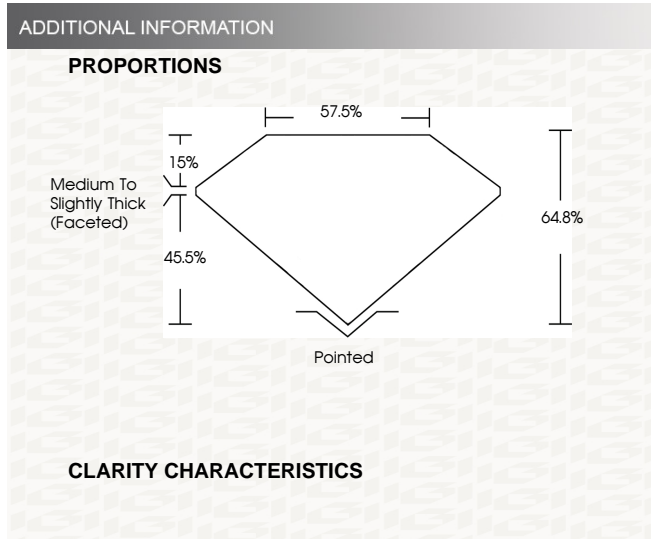 ADDITIONAL INFORMATION
PROPORTIONS
57.5%
15%
Medium To
Slightly Thick
(Faceted)
64.8%
45.5%
Pointed
CLARITY CHARACTERISTICS